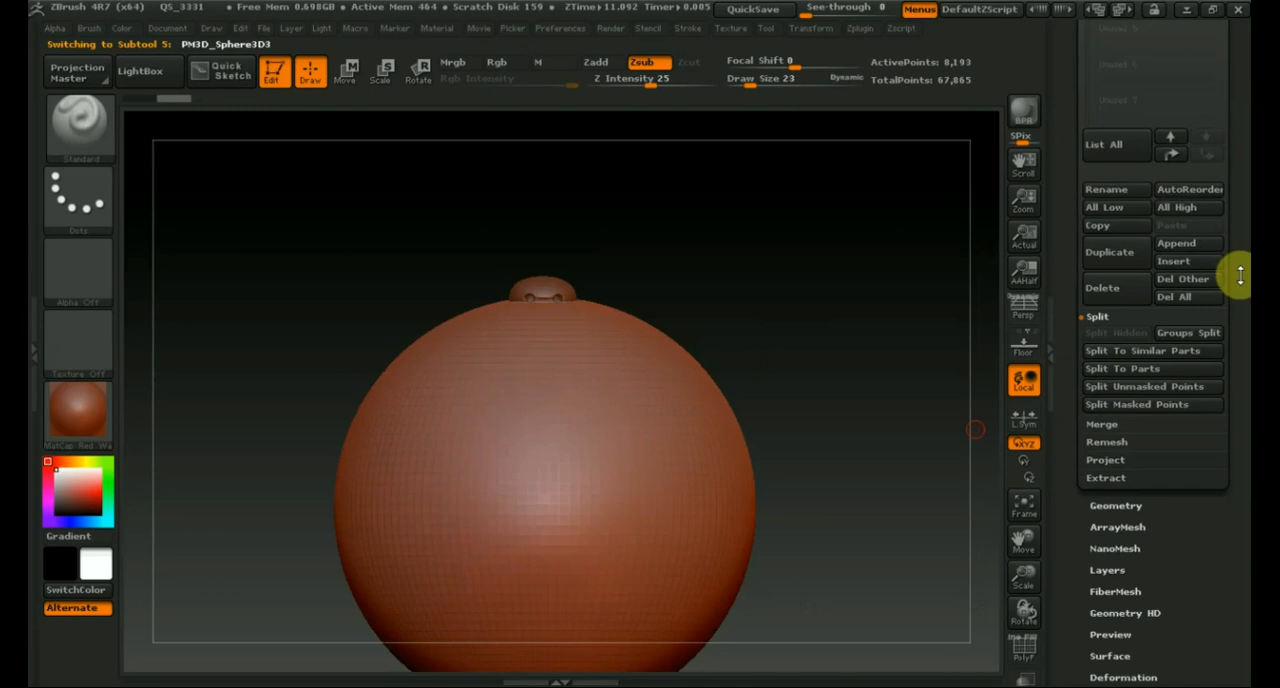 ZBrush 4R7 (x64) QS_3331 • Free Mem 0.698GB • Active Mem 464 • Scratch Disk 159 • ZTime▸11.092 Timer▸0.005 QuickSave See-through 0 Menus DefaultZScript
Alpha Brush Color Document Draw Edit File Layer Light Macro Marker Material Movie Picker Preferences Render Stencil Stroke Texture Tool Transform Zplugin Zscript
Switching to Subtool 5: PM3D_Sphere3D3
Projection Master
LightBox
Quick Sketch
Edit
Draw
Move
Scale
Rotate
Mrgb Rgb M
Rgb Intensity
Zadd Zsub Zcut
Z Intensity 25
Focal Shift 0
Draw Size 23 Dynamic
ActivePoints: 8,193
TotalPoints: 67,865
Standard
Dots
Alpha Off
Texture Off
MatCap Red Wa
Gradient
SwitchColor
Alternate
BPR
SPix
Scroll
Zoom
Actual
AAHalf
Dynamic
Persp
Floor
Local
L.Sym
XYZ
Frame
Move
Scale
Rotate
PolyF
Unused 7
List All
Rename AutoReorder
All Low All High
Copy Paste
Duplicate
Append
Insert
Delete
Del Other
Del All
Split
Split Hidden Groups Split
Split To Similar Parts
Split To Parts
Split Unmasked Points
Split Masked Points
Merge
Remesh
Project
Extract
Geometry
ArrayMesh
NanoMesh
Layers
FiberMesh
Geometry HD
Preview
Surface
Deformation